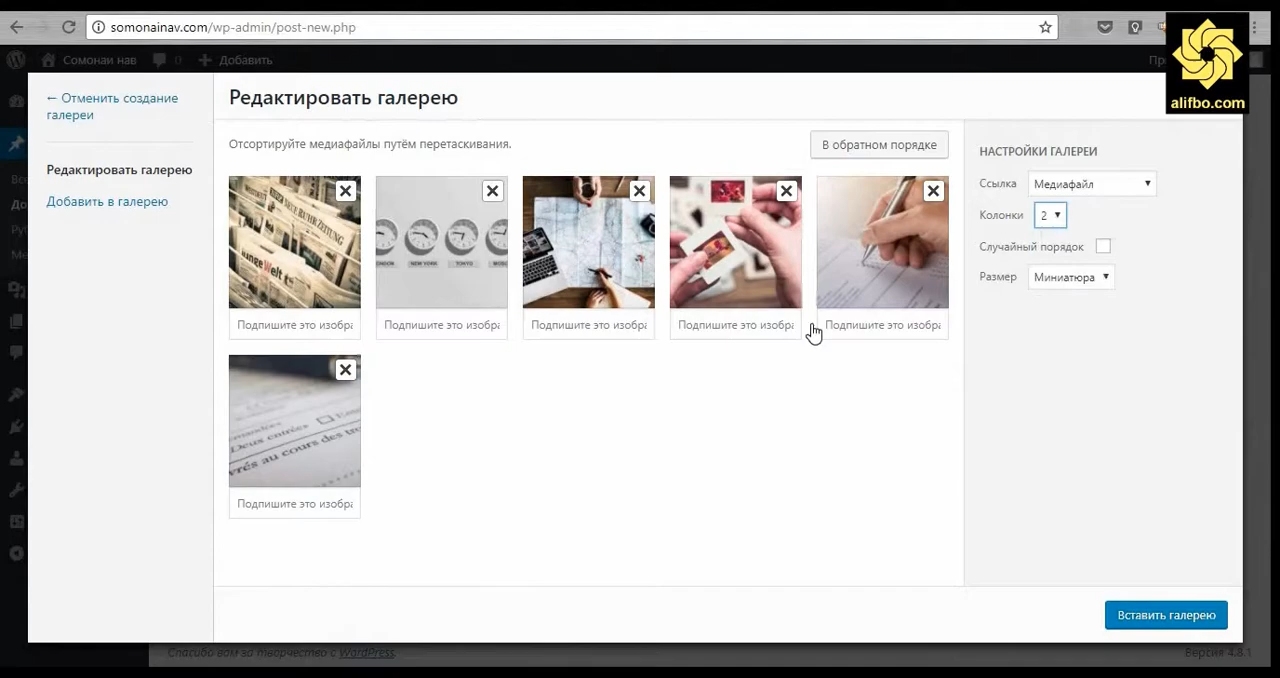 somonainav.com/wp-admin/post-new.php
Сомонаи нав
0
Добавить
alifbo.com
← Отменить создание
галереи
Редактировать галерею
Добавить в галерею
Редактировать галерею
Отсортируйте медиафайлы путём перетаскивания.
В обратном порядке
Подпишите это изобра
Подпишите это изобра
Подпишите это изобра
Подпишите это изобра
Подпишите это изобра
Подпишите это изобра
НАСТРОЙКИ ГАЛЕРЕИ
Ссылка
Медиафайл
Колонки
2
Случайный порядок
Размер
Миниатюра
Вставить галерею
Спасибо вам за творчество с WordPress.
Версия 4.8.1